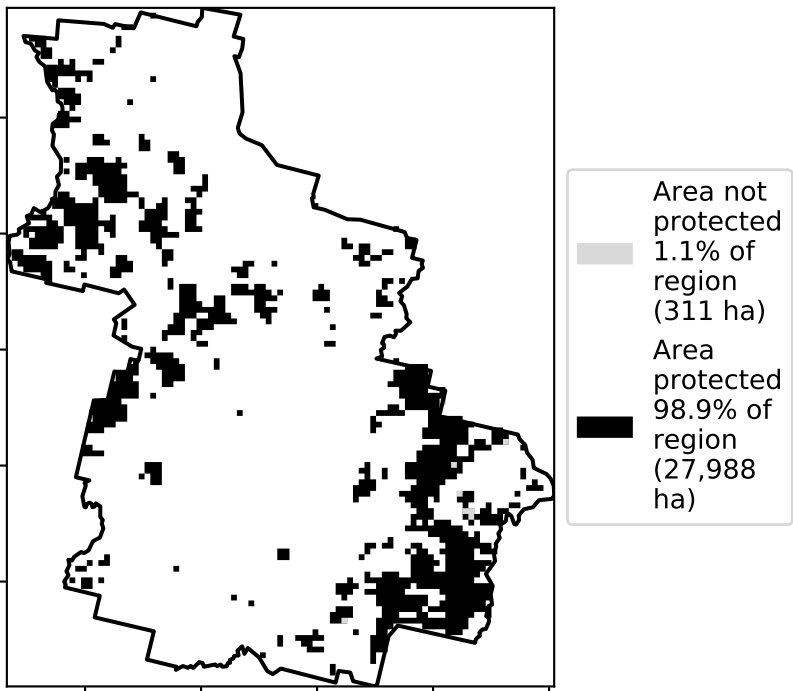 Area not
protected
1.1% of
region
(311 ha)
Area
protected
98.9% of
region
(27,988
ha)